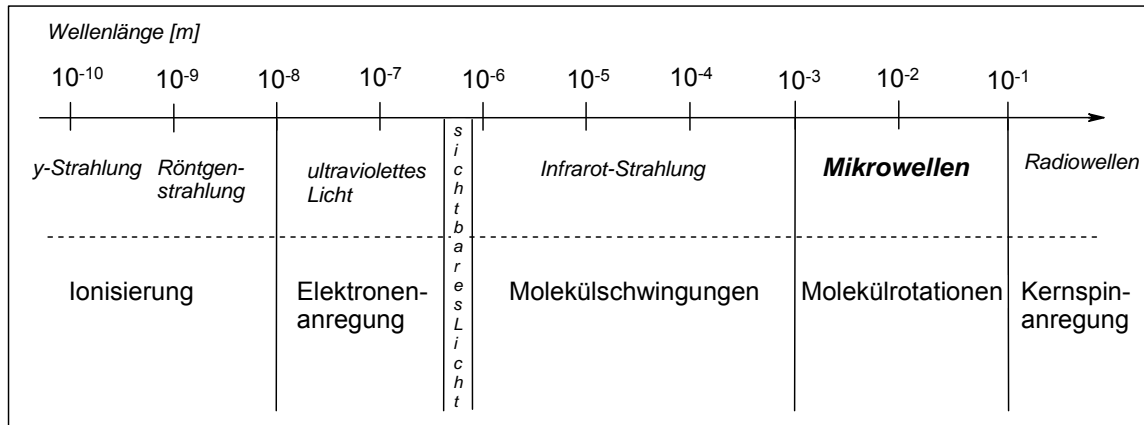 Wellenlänge [m]
10-10 10-9 10-8 10-7 10-6 10-5 10-4 10-3 10-2 10-1
y-Strahlung Röntgen-
strahlung
ultraviolettes
Licht
sichtbares Licht
Infrarot-Strahlung
Mikrowellen
Radiowellen
Ionisierung
Elektronen-
anregung
Molekülschwingungen
Molekülrotationen
Kernspin-
anregung